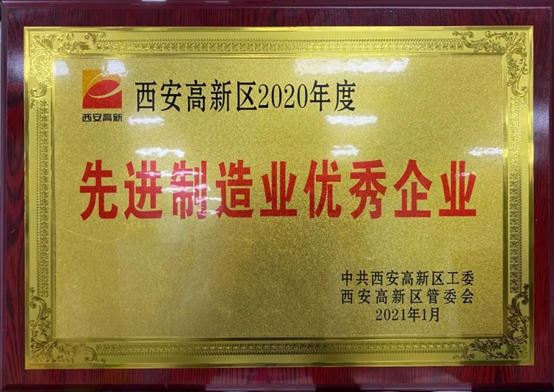 西安高新区2020年度
西安高新
先进制造业优秀企业
中共西安高新区工委
西安高新区管委会
2021年1月